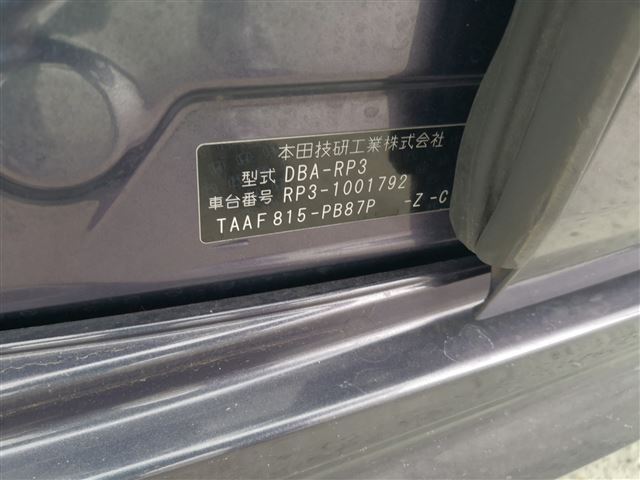 本田技研工業株式会社
型式 DBA-RP3
車台番号 RP3-1001792
TAAF815-PB87P -Z -C